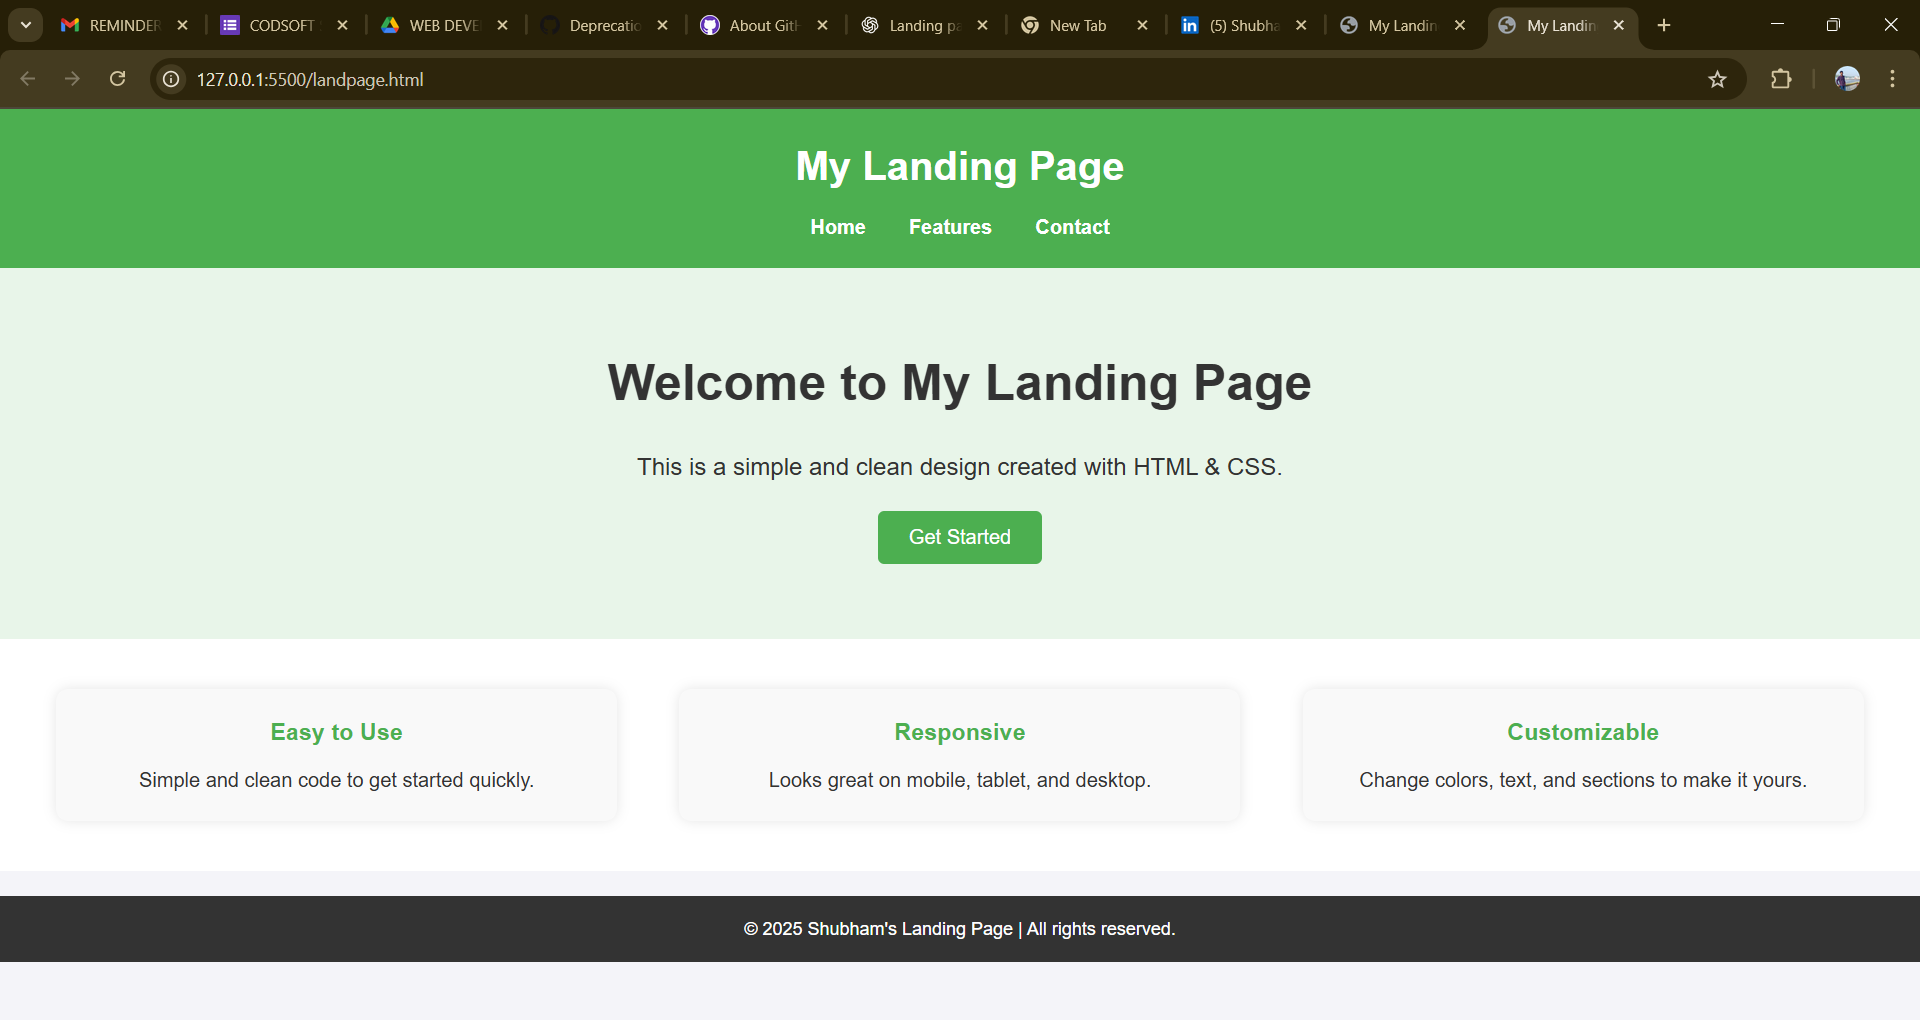 REMINDER
CODSOFT
WEB DEVE
Deprecatio
About Git
Landing pa
New Tab
(5) Shubha
My Landin
My Landin
127.0.0.1:5500/landpage.html
My Landing Page
Home Features Contact
Welcome to My Landing Page
This is a simple and clean design created with HTML & CSS.
Get Started
Easy to Use
Simple and clean code to get started quickly.
Responsive
Looks great on mobile, tablet, and desktop.
Customizable
Change colors, text, and sections to make it yours.
© 2025 Shubham's Landing Page | All rights reserved.